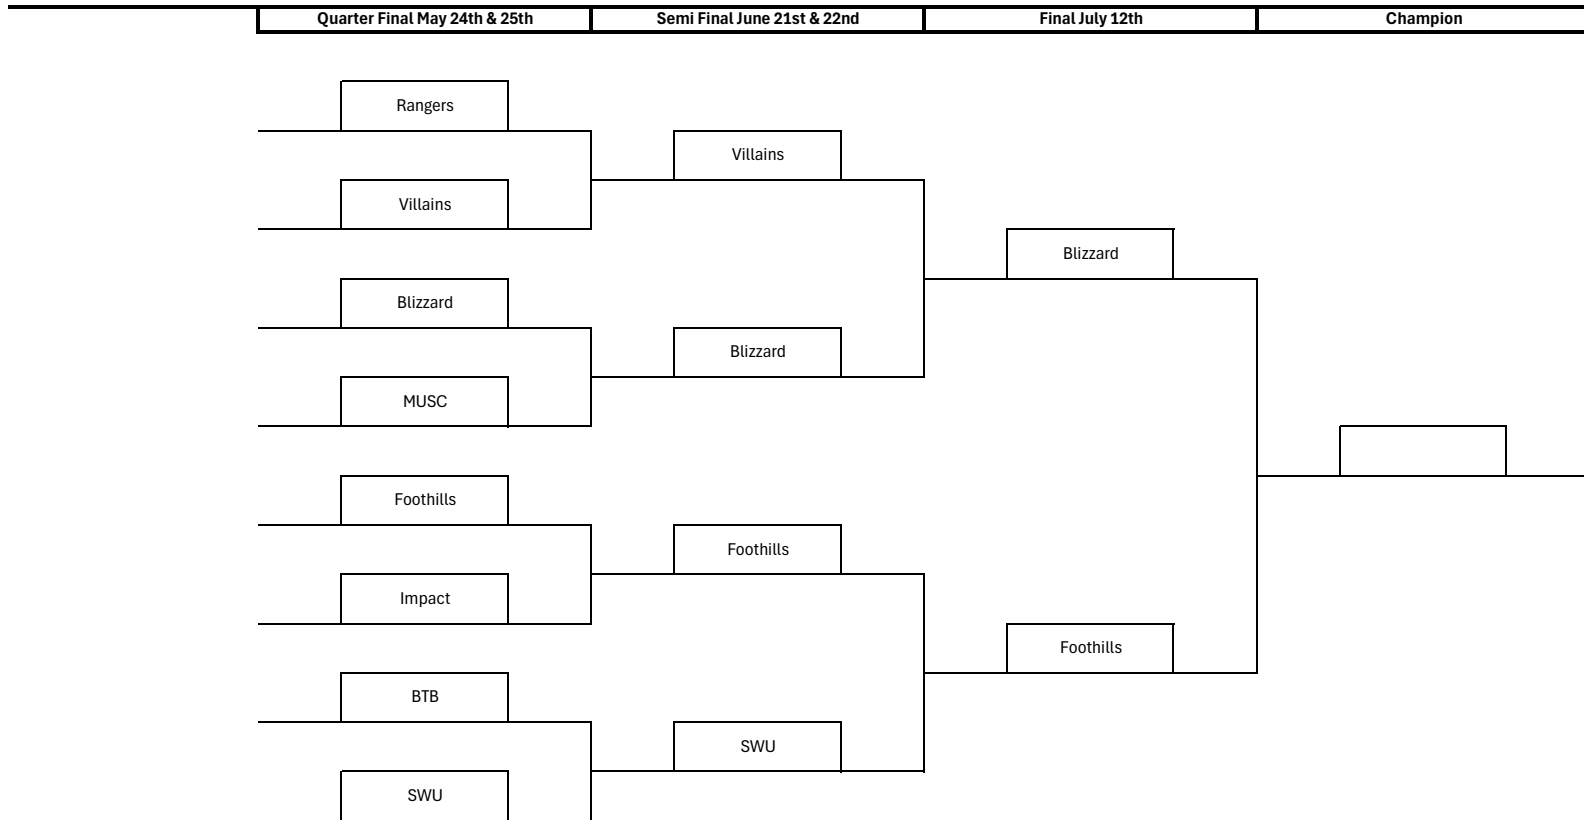 Quarter Final May 24th & 25th
Semi Final June 21st & 22nd
Final July 12th
Champion
Rangers
Villains
Villains
Blizzard
Blizzard
Blizzard
MUSC
Foothills
Foothills
Impact
Foothills
BTB
SWU
SWU